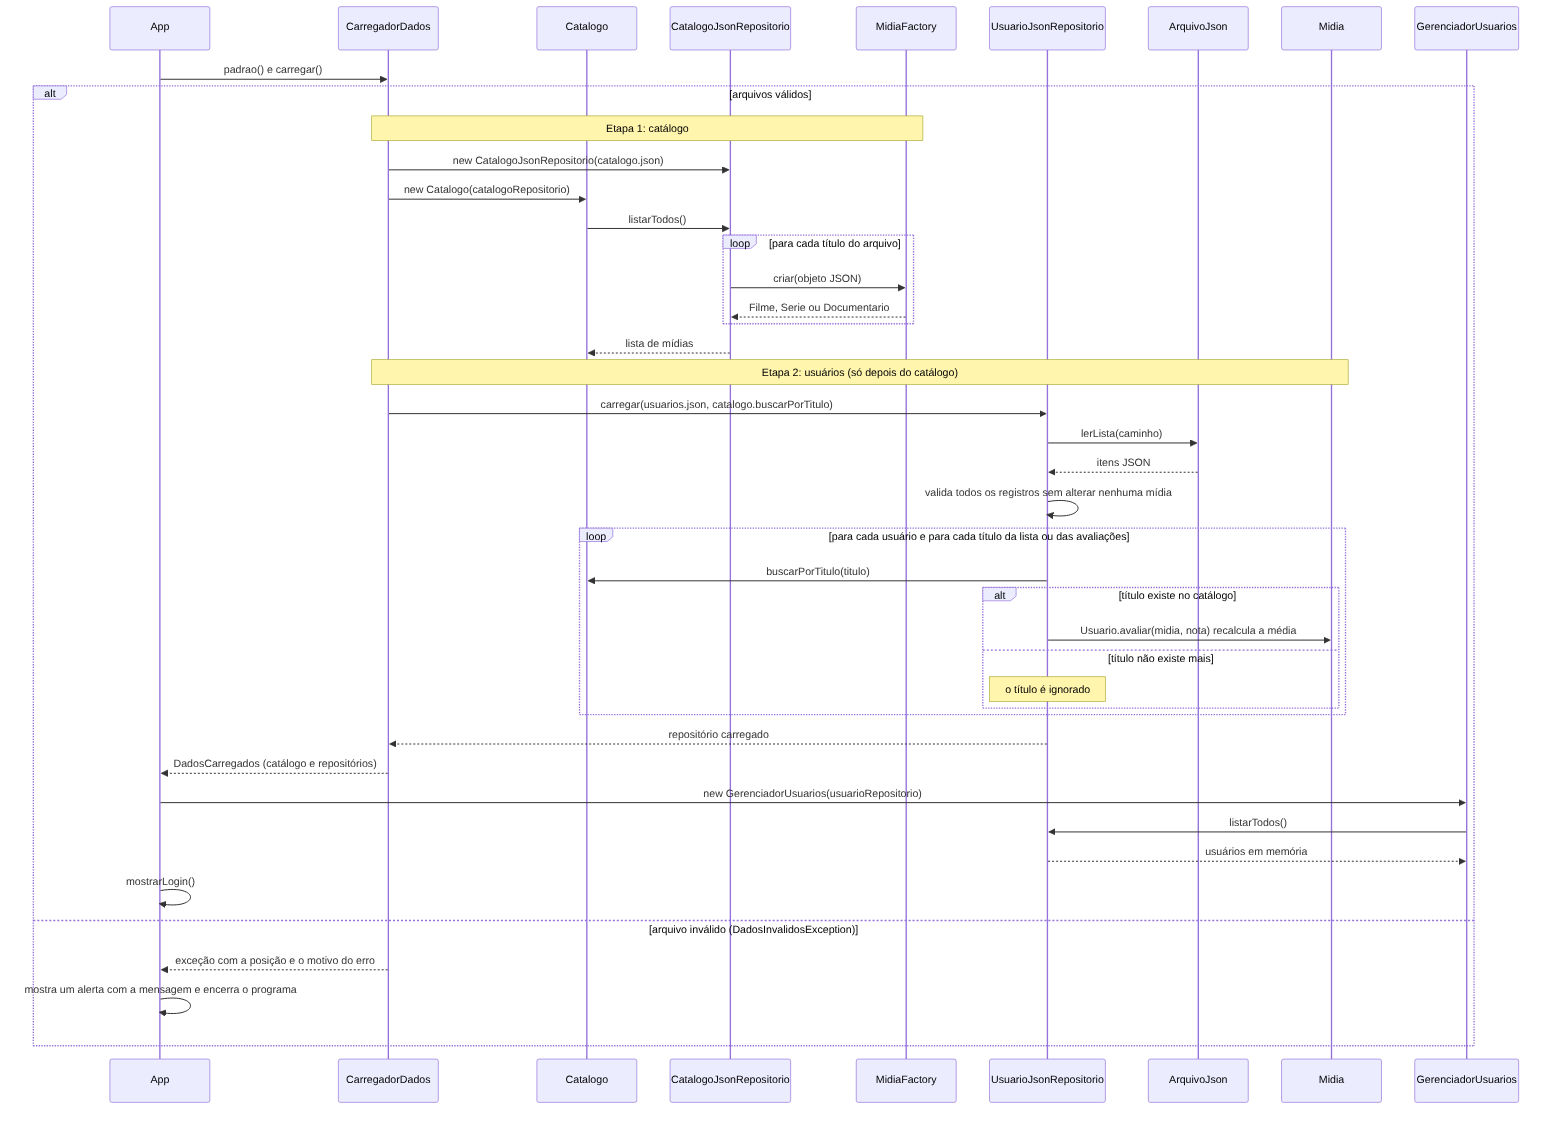 App
CarregadorDados
Catalogo
CatalogoJsonRepositorio
MidiaFactory
UsuarioJsonRepositorio
ArquivoJson
Midia
GerenciadorUsuarios
padrao() e carregar()
alt
[arquivos válidos]
Etapa 1: catálogo
new CatalogoJsonRepositorio(catalogo.json)
new Catalogo(catalogoRepositorio)
listarTodos()
loop
[para cada título do arquivo]
criar(objeto JSON)
Filme, Serie ou Documentario
lista de mídias
Etapa 2: usuários (só depois do catálogo)
carregar(usuarios.json, catalogo.buscarPorTitulo)
lerLista(caminho)
itens JSON
valida todos os registros sem alterar nenhuma mídia
loop
[para cada usuário e para cada título da lista ou das avaliações]
buscarPorTitulo(titulo)
alt
[título existe no catálogo]
Usuario.avaliar(midia, nota) recalcula a média
[título não existe mais]
o título é ignorado
repositório carregado
DadosCarregados (catálogo e repositórios)
new GerenciadorUsuarios(usuarioRepositorio)
listarTodos()
usuários em memória
mostrarLogin()
[arquivo inválido (DadosInvalidosException)]
exceção com a posição e o motivo do erro
mostra um alerta com a mensagem e encerra o programa
App
CarregadorDados
Catalogo
CatalogoJsonRepositorio
MidiaFactory
UsuarioJsonRepositorio
ArquivoJson
Midia
GerenciadorUsuarios